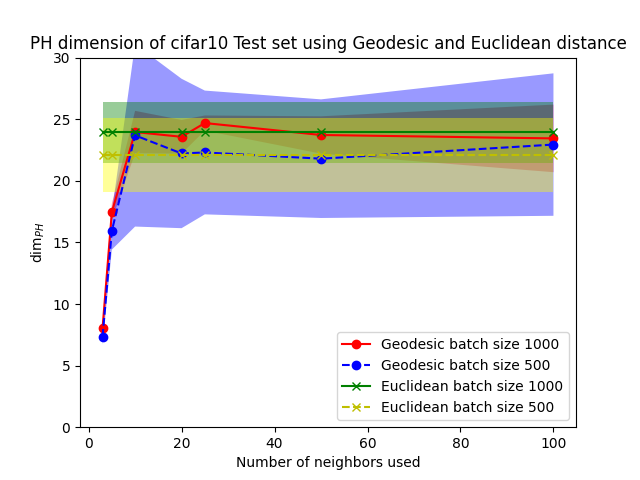 PH dimension of cifar10 Test set using Geodesic and Euclidean distance
30
25
20
15
10
5
0
dim_{PH}
0 20 40 60 80 100
Number of neighbors used
Geodesic batch size 1000
Geodesic batch size 500
Euclidean batch size 1000
Euclidean batch size 500